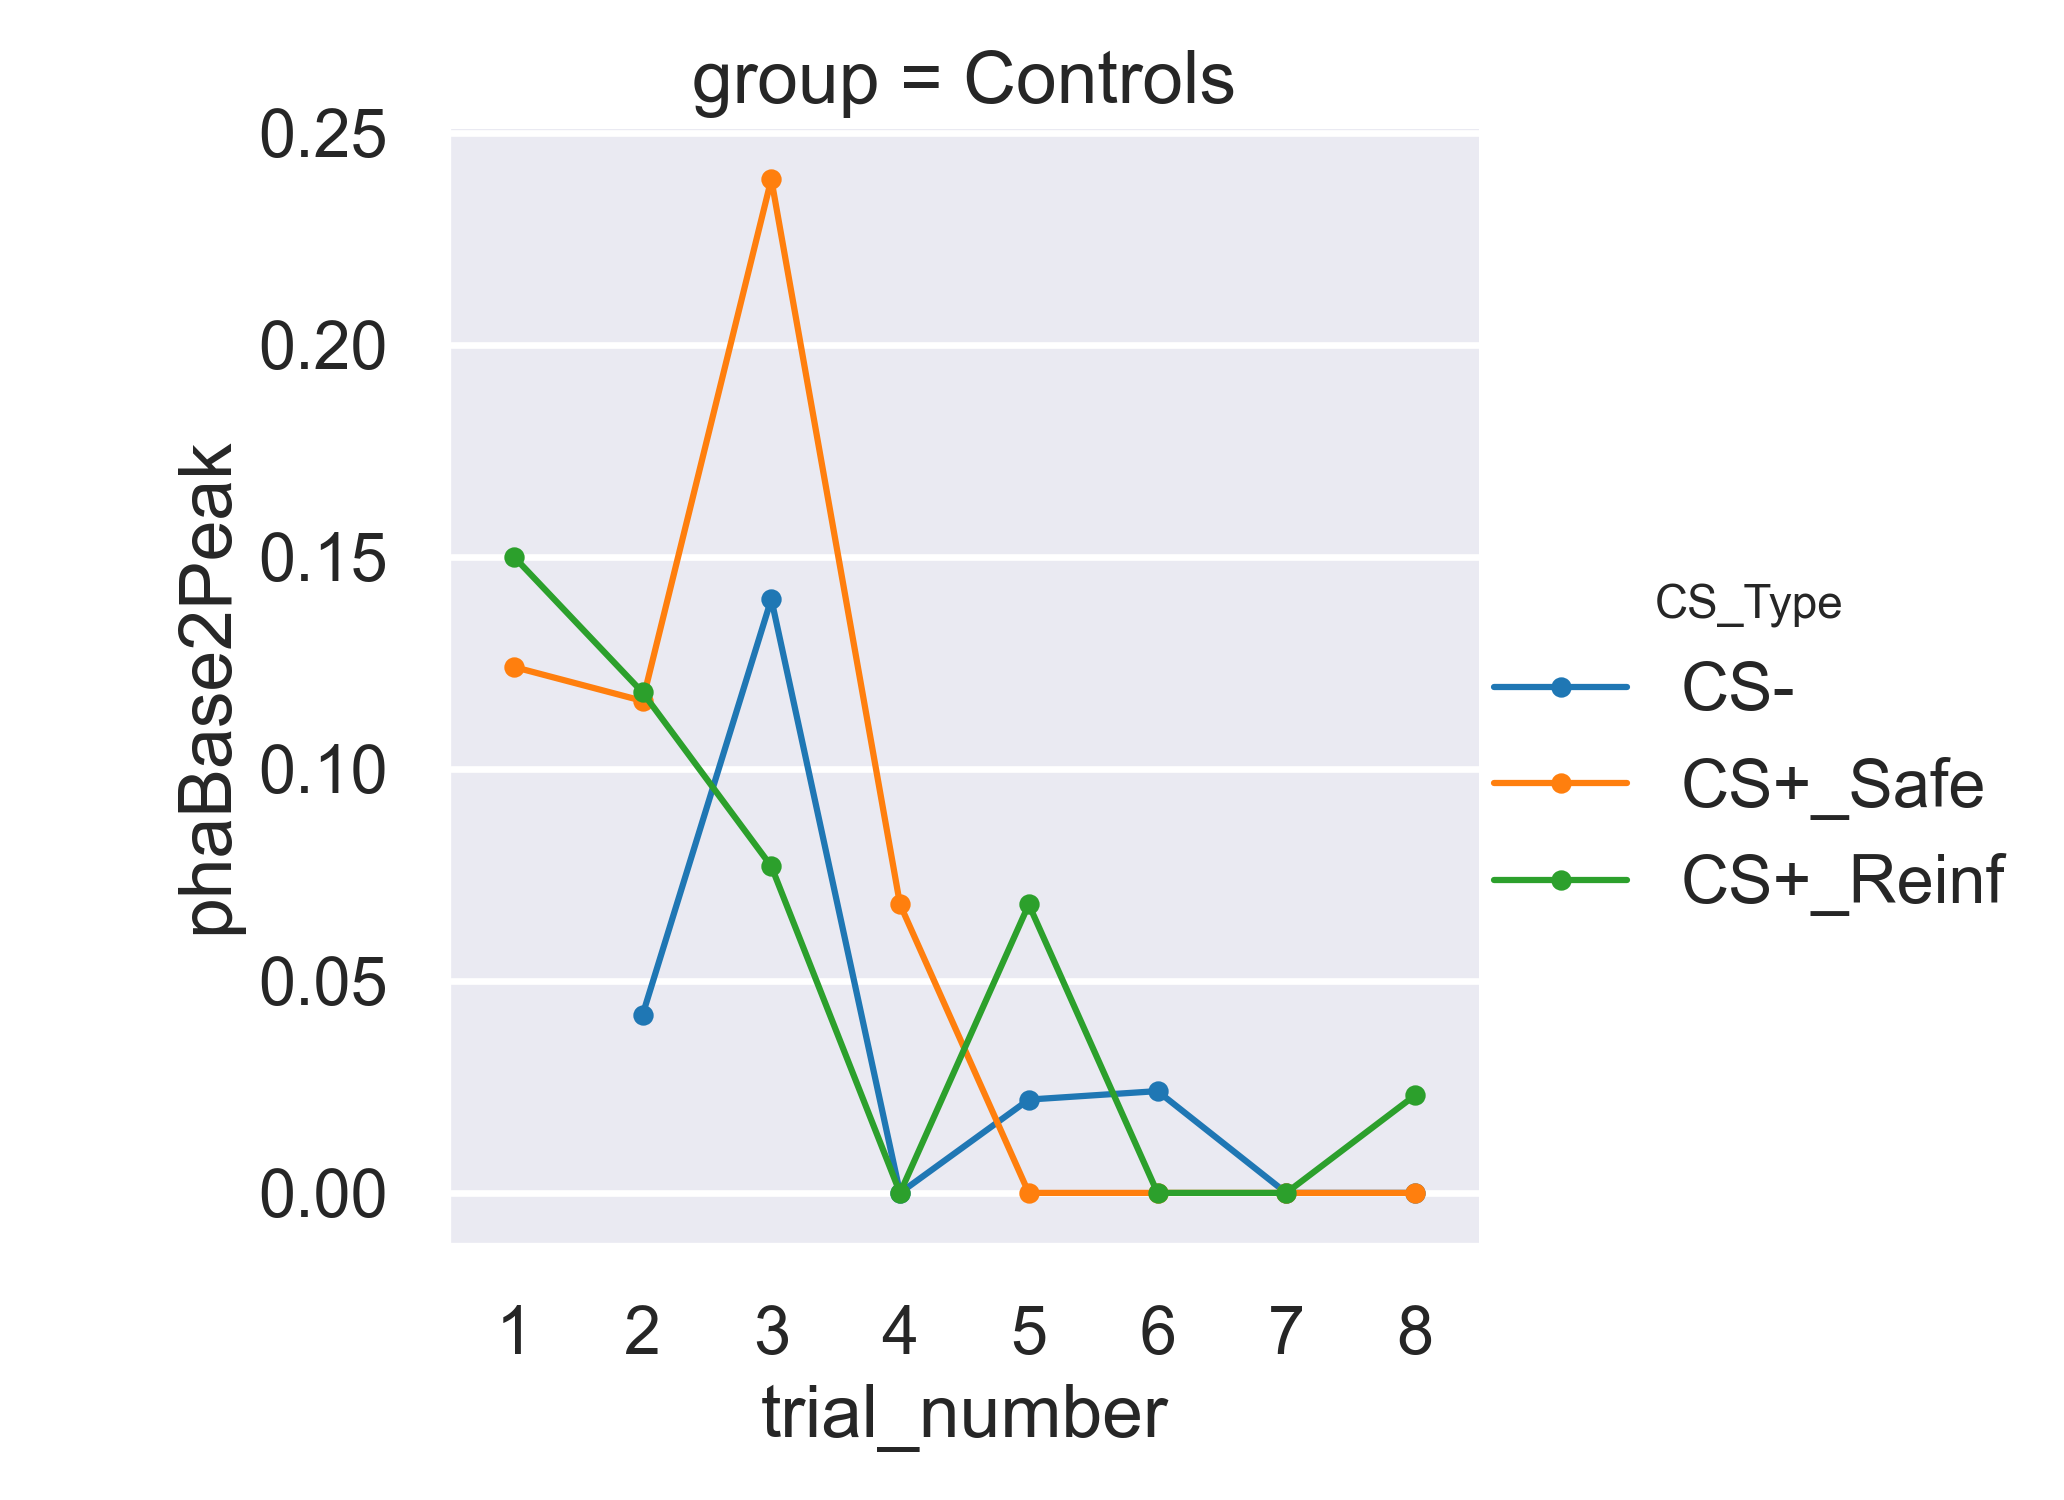 group = Controls
0.25
0.20
0.15
0.10
0.05
0.00
phaBase2Peak
1 2 3 4 5 6 7 8
trial_number
CS_Type
CS-
CS+_Safe
CS+_Reinf